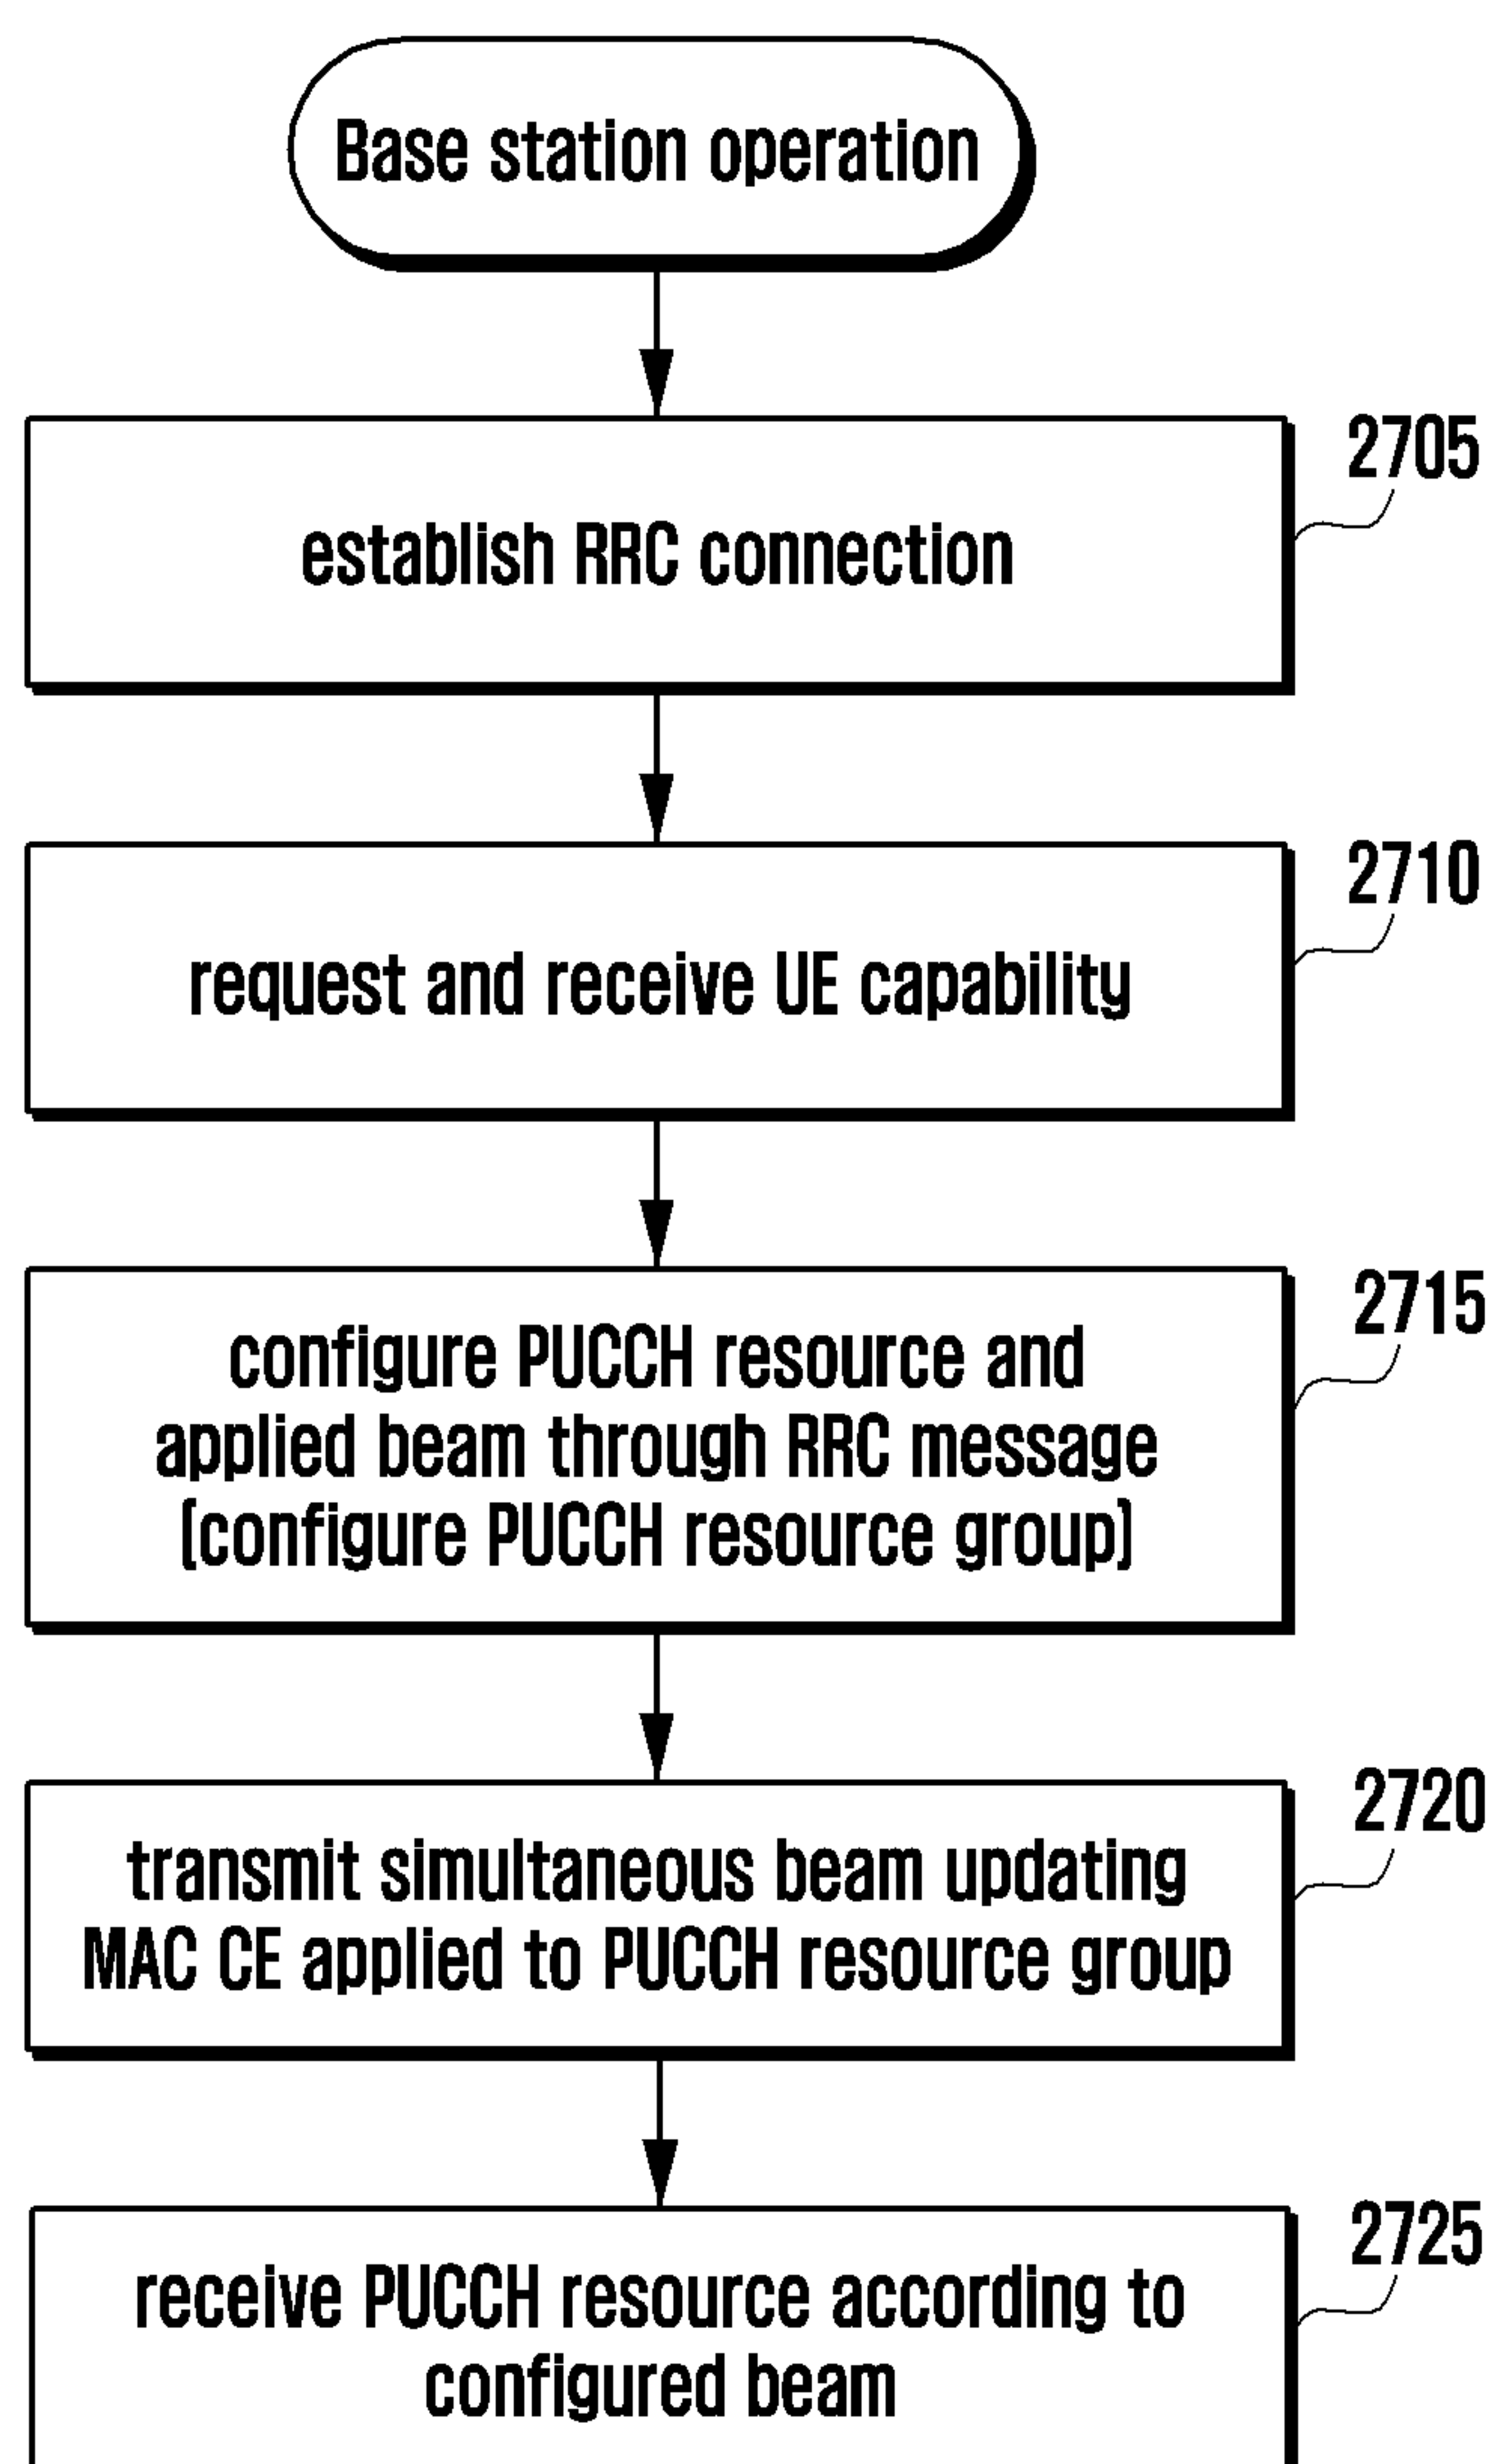 Base station operation
2705
establish RRC connection
2710
request and receive UE capability
2715
configure PUCCH resource and
applied beam through RRC message
(configure PUCCH resource group)
2720
transmit simultaneous beam updating
MAC CE applied to PUCCH resource group
2725
receive PUCCH resource according to
configured beam